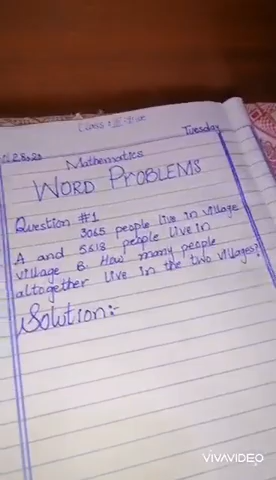 Class:
Tuesday
Mathematics
WORD PROBLEMS
Question #1
3065 people live in village
A and 5618 people live in
village B. How many people
altogether live in the two villages?
Solution:-
VIVAVIDEO